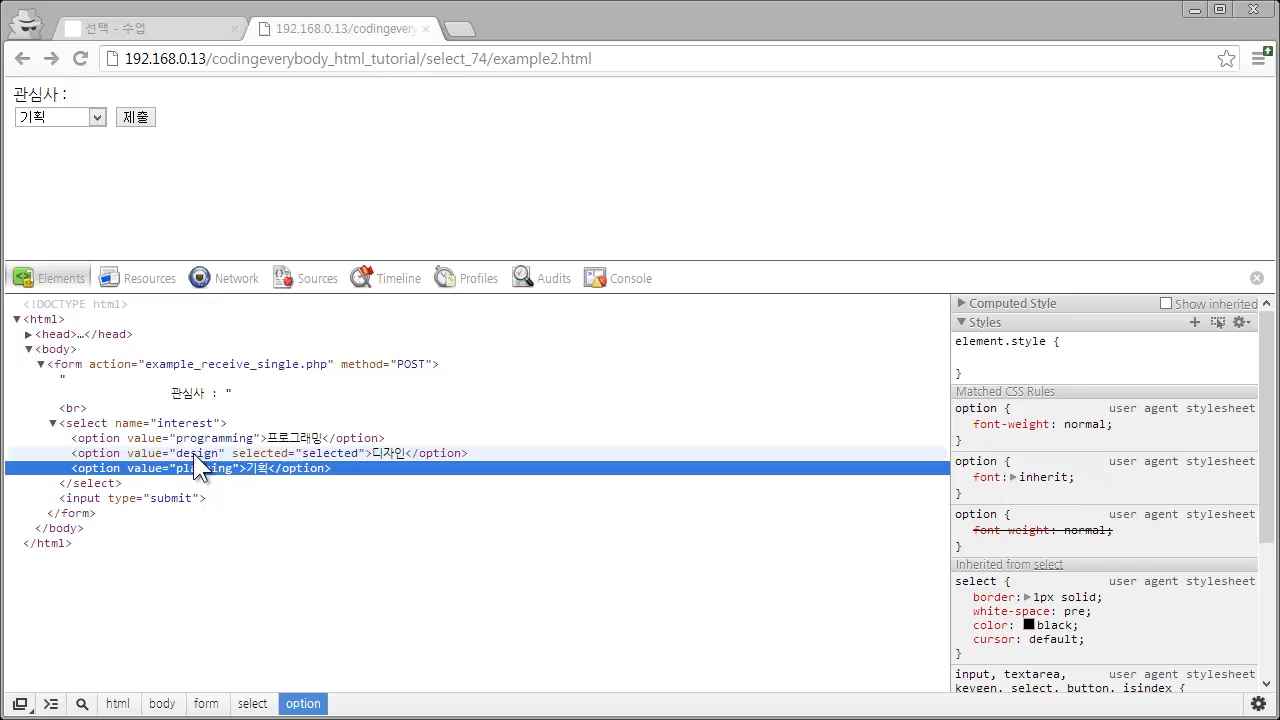 선택 - 수업
192.168.0.13/codingevery
192.168.0.13/codingeverybody_html_tutorial/select_74/example2.html
관심사 :
기획 제출
Elements Resources Network Sources Timeline Profiles Audits Console
<!DOCTYPE html>
<html>
<head>…</head>
<body>
<form action="example_receive_single.php" method="POST">
"
관심사 : "
<br>
<select name="interest">
<option value="programming">프로그래밍</option>
<option value="design" selected="selected">디자인</option>
<option value="planning">기획</option>
</select>
<input type="submit">
</form>
</body>
</html>
Computed Style Show inherited
Styles
element.style {
}
Matched CSS Rules
option { user agent stylesheet
font-weight: normal;
}
option { user agent stylesheet
font: inherit;
}
option { user agent stylesheet
font-weight: normal;
}
Inherited from select
select { user agent stylesheet
border: 1px solid;
white-space: pre;
color: black;
cursor: default;
}
input, textarea, user agent stylesheet
keygen, select, button, isindex {
html body form select option